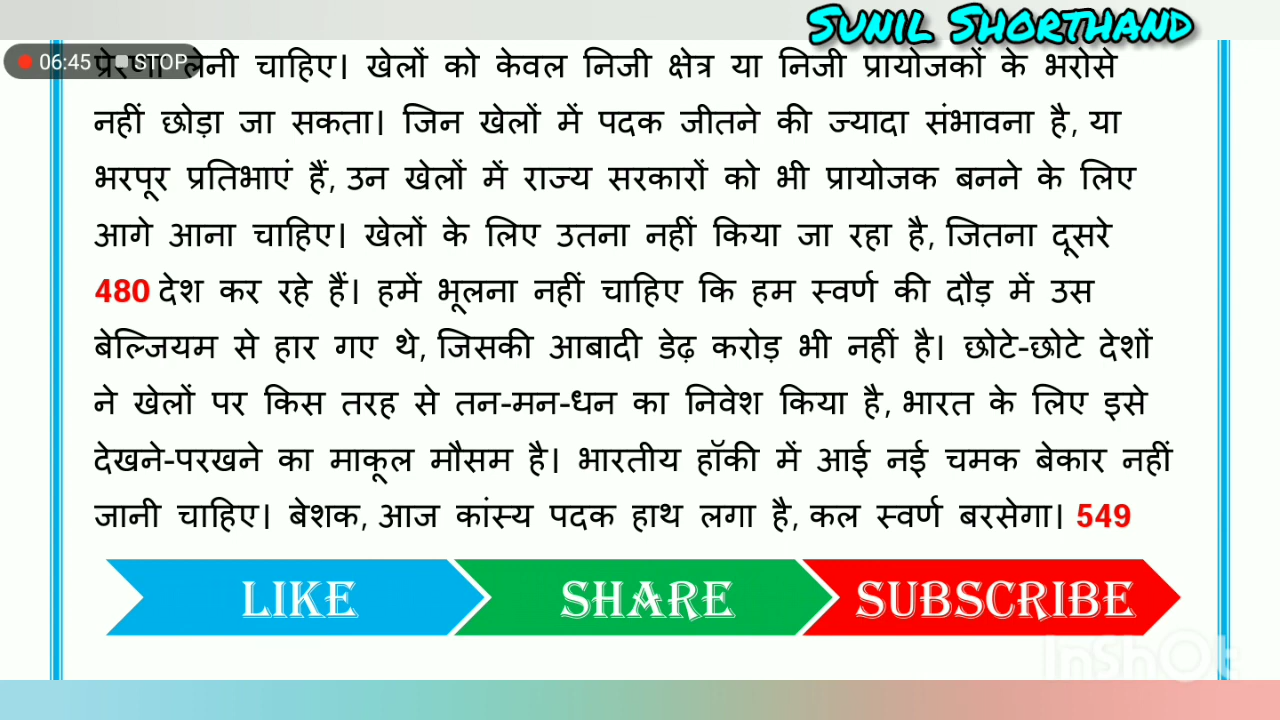 SUNIL SHORTHAND
06:45 STOP
प्रेरणा लेनी चाहिए। खेलों को केवल निजी क्षेत्र या निजी प्रायोजकों के भरोसे
नहीं छोड़ा जा सकता। जिन खेलों में पदक जीतने की ज्यादा संभावना है, या
भरपूर प्रतिभाएं हैं, उन खेलों में राज्य सरकारों को भी प्रायोजक बनने के लिए
आगे आना चाहिए। खेलों के लिए उतना नहीं किया जा रहा है, जितना दूसरे
480 देश कर रहे हैं। हमें भूलना नहीं चाहिए कि हम स्वर्ण की दौड़ में उस
बेल्जियम से हार गए थे, जिसकी आबादी डेढ़ करोड़ भी नहीं है। छोटे-छोटे देशों
ने खेलों पर किस तरह से तन-मन-धन का निवेश किया है, भारत के लिए इसे
देखने-परखने का माकूल मौसम है। भारतीय हॉकी में आई नई चमक बेकार नहीं
जानी चाहिए। बेशक, आज कांस्य पदक हाथ लगा है, कल स्वर्ण बरसेगा। 549
LIKE SHARE SUBSCRIBE
InShOt